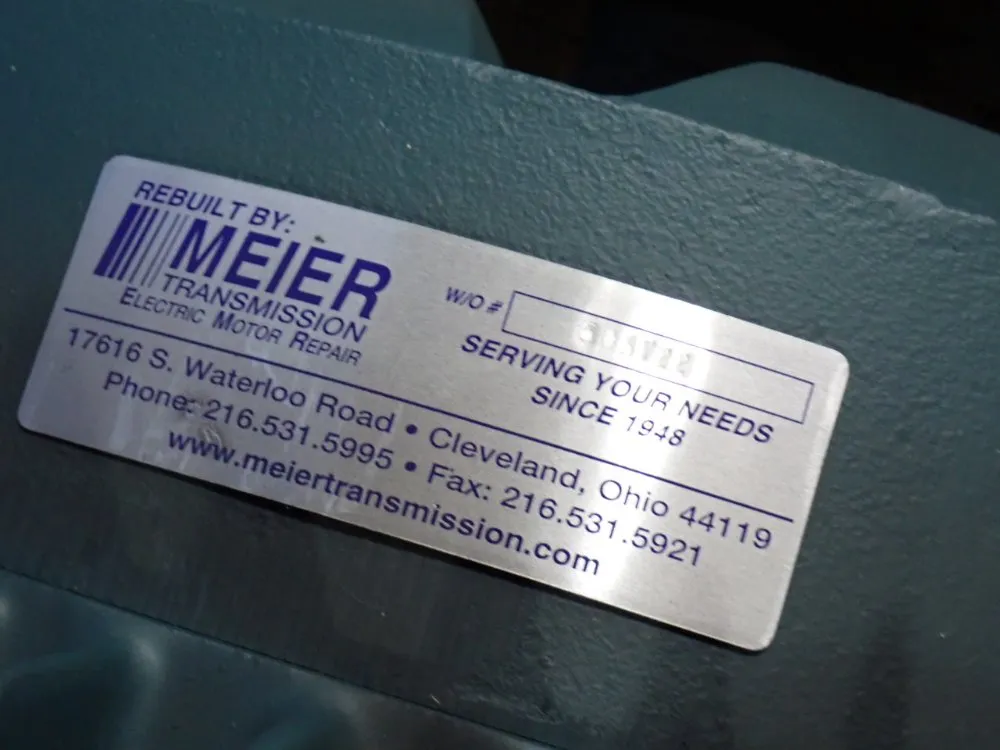 REBUILT BY:
MEIER
TRANSMISSION
ELECTRIC MOTOR REPAIR
W/O #
SERVING YOUR NEEDS
SINCE 1948
17616 S. Waterloo Road • Cleveland, Ohio 44119
Phone: 216.531.5995 • Fax: 216.531.5921
www.meiertransmission.com